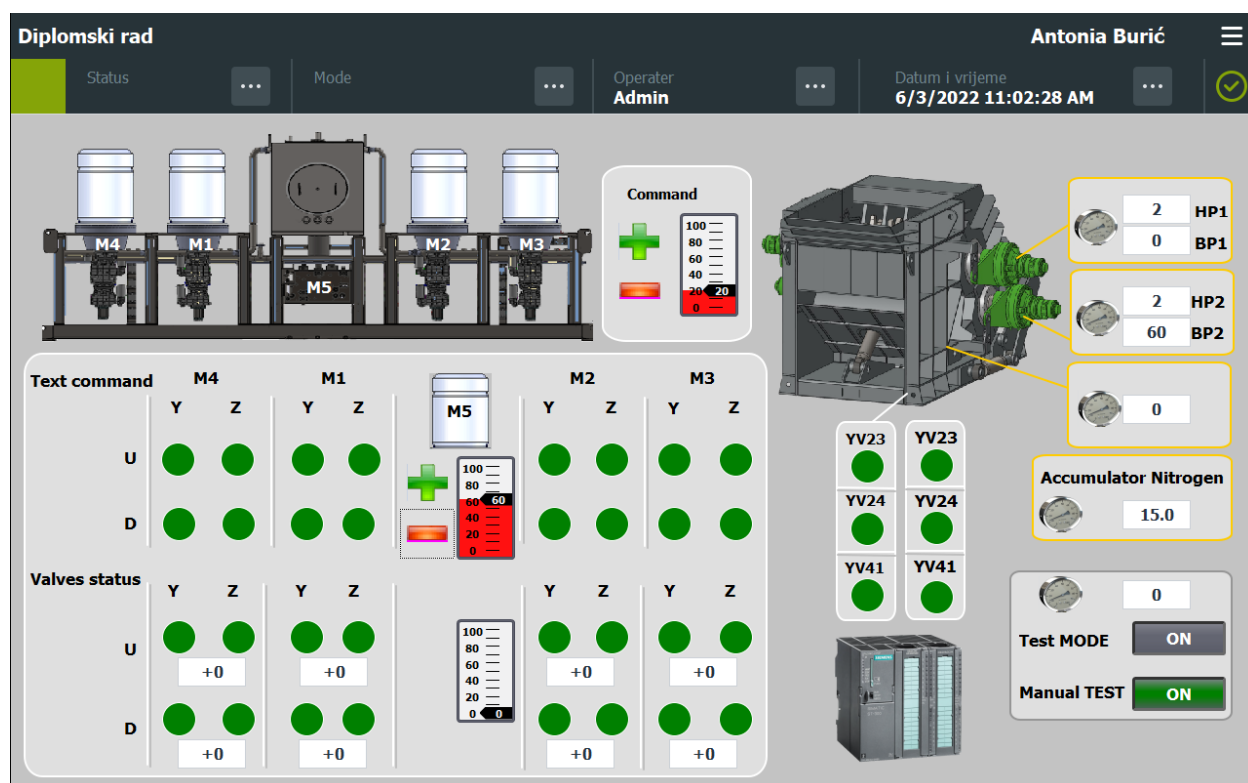 Diplomski rad
Antonia Burić
Status
Mode
Operater
Admin
Datum i vrijeme
6/3/2022 11:02:28 AM
M4
M1
M5
M2
M3
Command
100
80
60
40
20
20
0
2 HP1
0 BP1
2 HP2
60 BP2
0
Accumulator Nitrogen
15.0
Text command
M4
M1
M5
M2
M3
Y Z Y Z Y Z Y Z
U
D
100
80
60 60
40
20
0
Valves status
Y Z Y Z Y Z Y Z
U
+0 +0 +0 +0
D
+0 +0 +0 +0
100
80
60
40
20
0 0
YV23 YV23
YV24 YV24
YV41 YV41
SIEMENS
0
Test MODE ON
Manual TEST ON